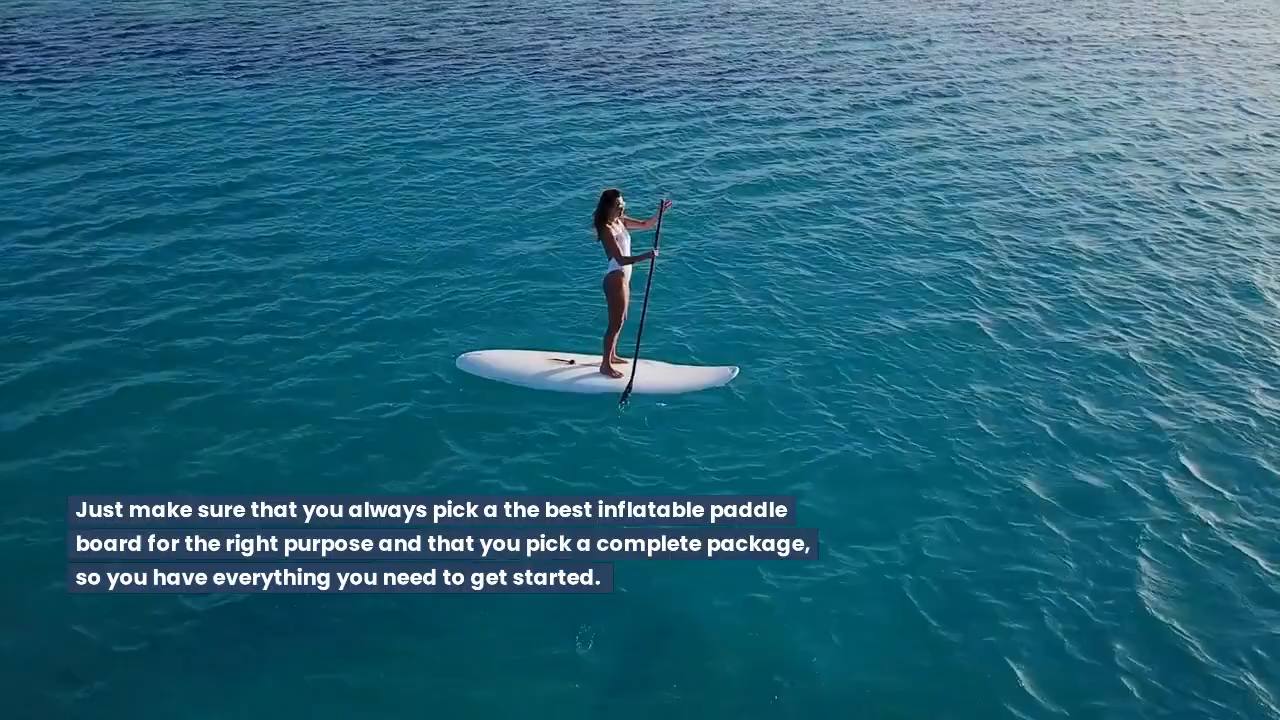 Just make sure that you always pick a the best inflatable paddle
board for the right purpose and that you pick a complete package,
so you have everything you need to get started.